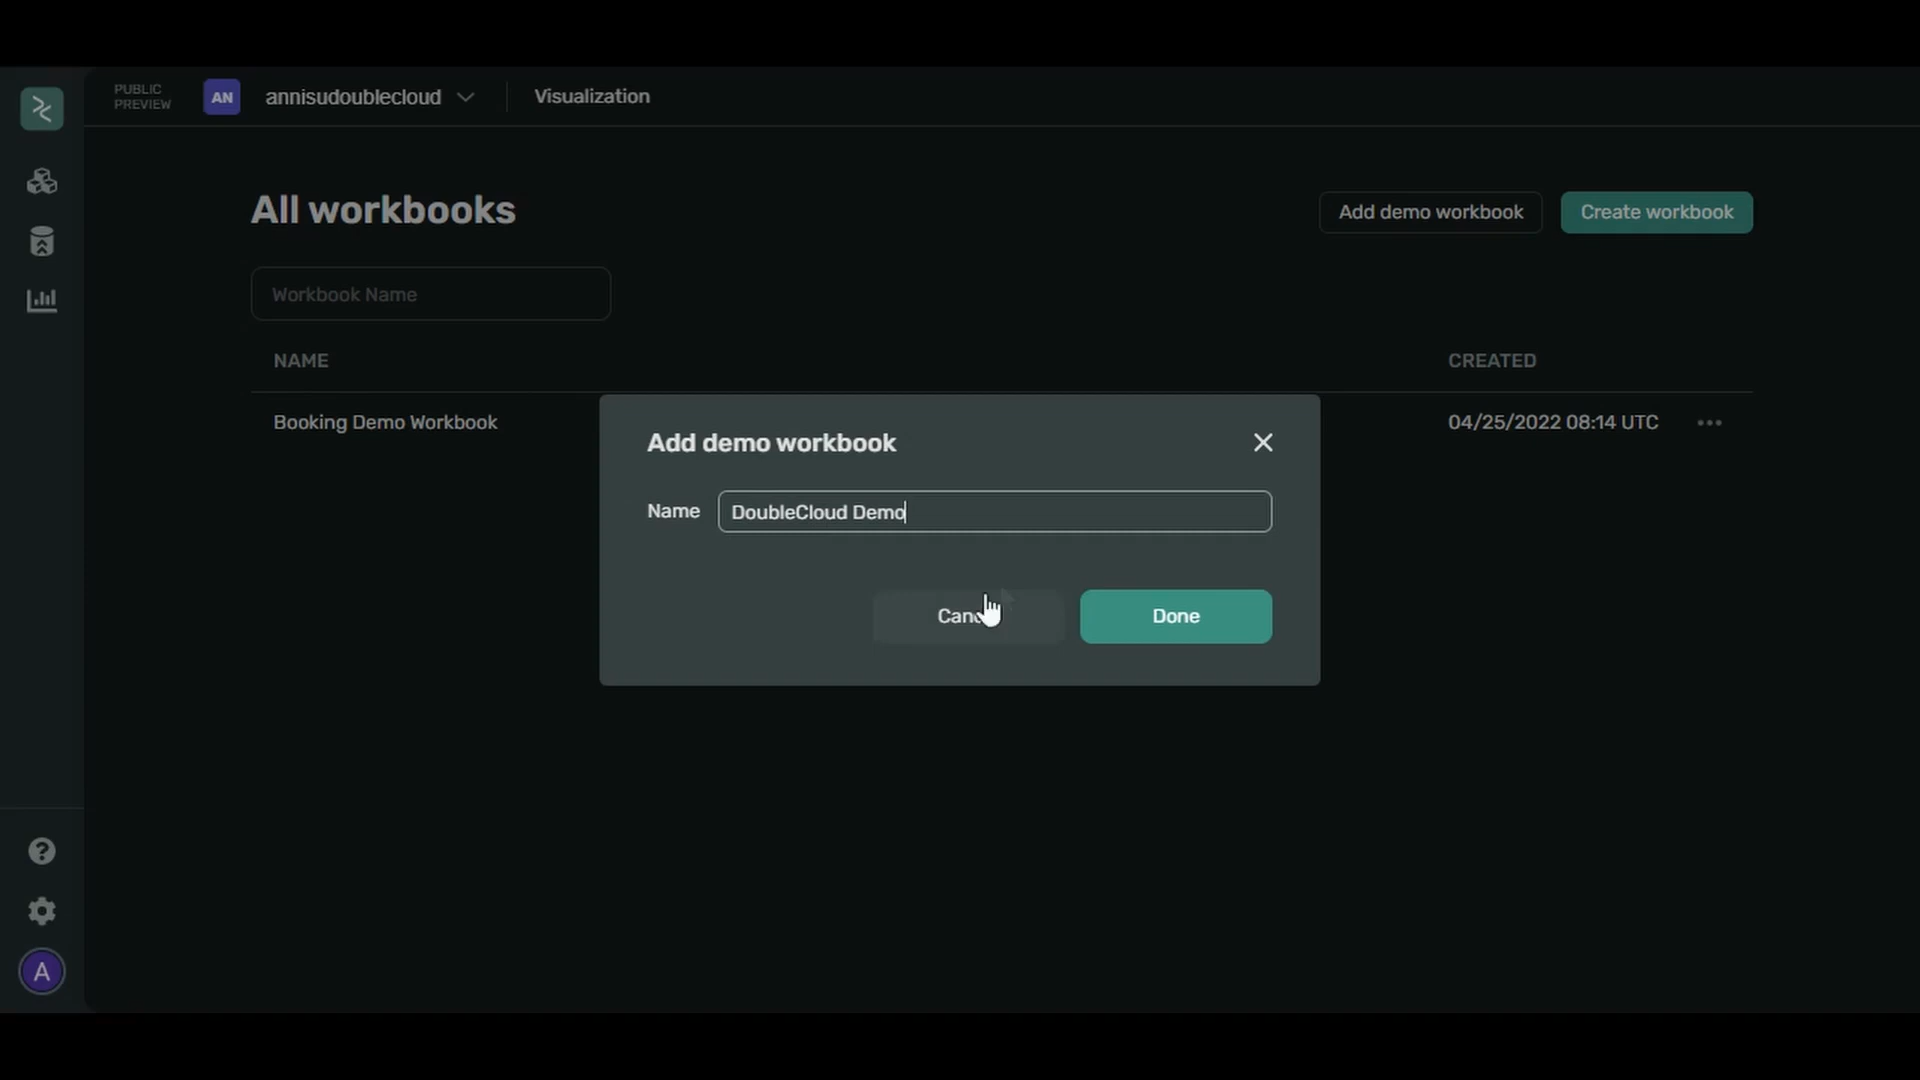 PUBLIC
PREVIEW
AN
annisudoublecloud
Visualization
All workbooks
Add demo workbook
Create workbook
Workbook Name
NAME
CREATED
Booking Demo Workbook
04/25/2022 08:14 UTC
Add demo workbook
Name
DoubleCloud Demo
Done
A